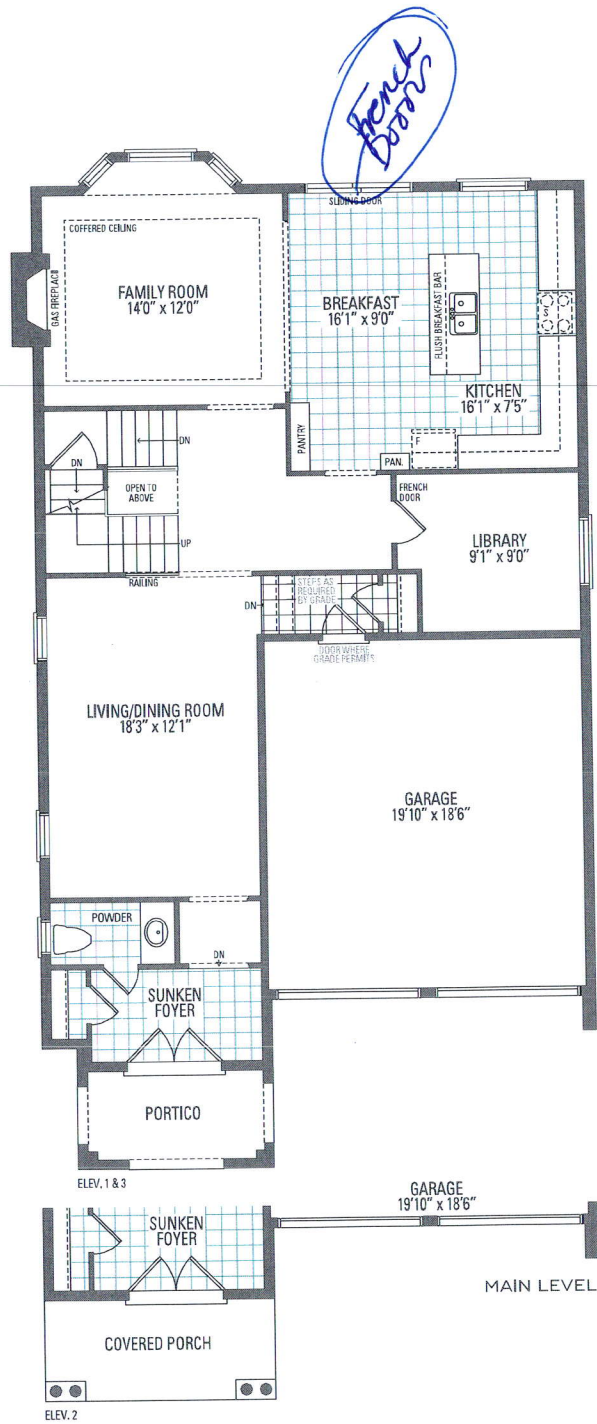 French
Doors
SLIDING DOOR
COFFERED CEILING
GAS FIREPLACE
FAMILY ROOM
14'0" x 12'0"
BREAKFAST
16'1" x 9'0"
FLUSH BREAKFAST BAR
S
KITCHEN
16'1" x 7'5"
PANTRY
PAN.
F
DN
DN
OPEN TO
ABOVE
UP
FRENCH
DOOR
LIBRARY
9'1" x 9'0"
RAILING
DN
STEPS AS
REQUIRED
BY GRADE
DOOR WHERE
GRADE PERMITS
LIVING/DINING ROOM
18'3" x 12'1"
GARAGE
19'10" x 18'6"
POWDER
DN
SUNKEN
FOYER
PORTICO
ELEV. 1 & 3
GARAGE
19'10" x 18'6"
SUNKEN
FOYER
MAIN LEVEL
COVERED PORCH
ELEV. 2